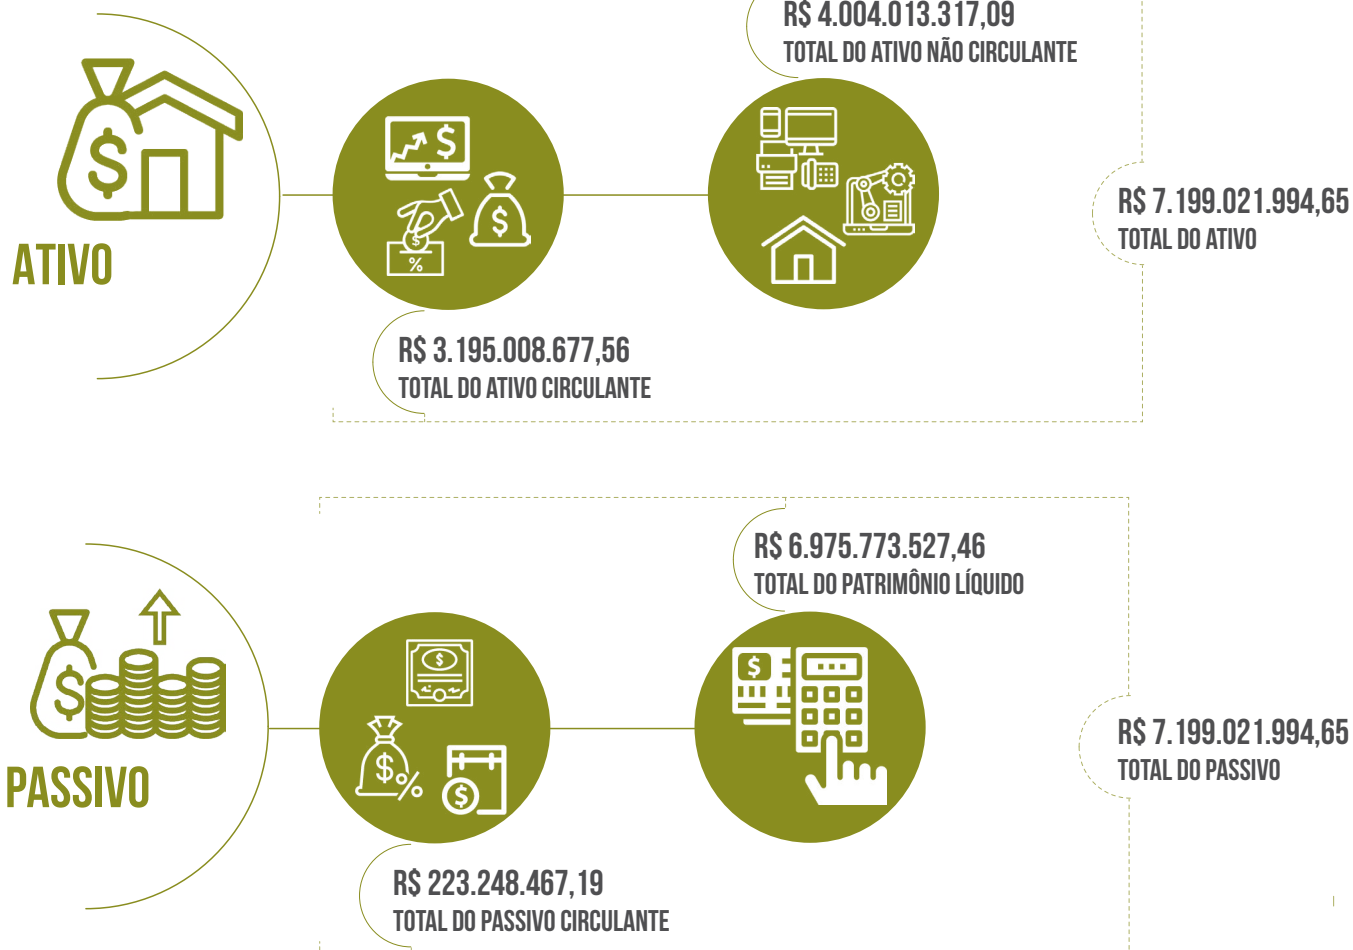 R$ 4.004.013.317,09
TOTAL DO ATIVO NÃO CIRCULANTE
$
$
$
$
%
ATIVO
R$ 7.199.021.994,65
TOTAL DO ATIVO
R$ 3.195.008.677,56
TOTAL DO ATIVO CIRCULANTE
R$ 6.975.773.527,46
TOTAL DO PATRIMÔNIO LÍQUIDO
$
$
$
$
%
$
PASSIVO
R$ 7.199.021.994,65
TOTAL DO PASSIVO
R$ 223.248.467,19
TOTAL DO PASSIVO CIRCULANTE